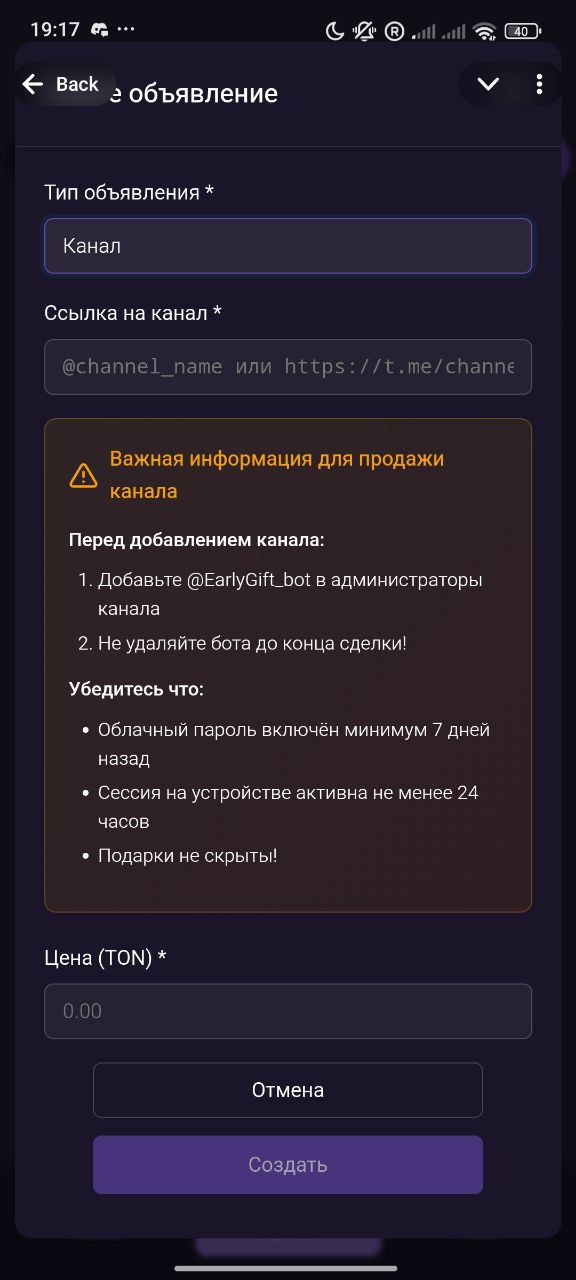 19:17 ...
40
Back
е объявление
Тип объявления *
Канал
Ссылка на канал *
@channel_name или https://t.me/channe
Важная информация для продажи
канала
Перед добавлением канала:
1. Добавьте @EarlyGift_bot в администраторы
канала
2. Не удаляйте бота до конца сделки!
Убедитесь что:
• Облачный пароль включён минимум 7 дней
назад
• Сессия на устройстве активна не менее 24
часов
• Подарки не скрыты!
Цена (TON) *
0.00
Отмена
Создать